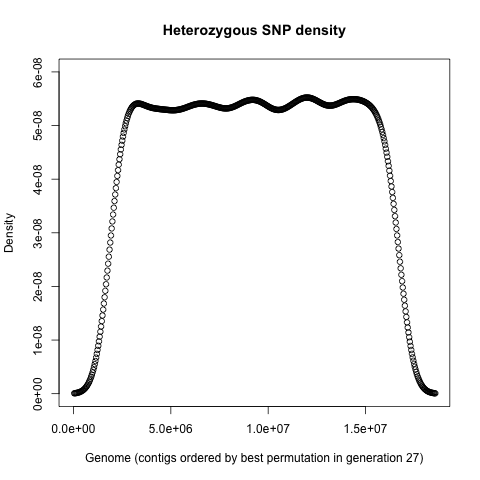 Heterozygous SNP density
6e-08
5e-08
4e-08
3e-08
2e-08
1e-08
0e+00
Density
0.0e+00 5.0e+06 1.0e+07 1.5e+07
Genome (contigs ordered by best permutation in generation 27)